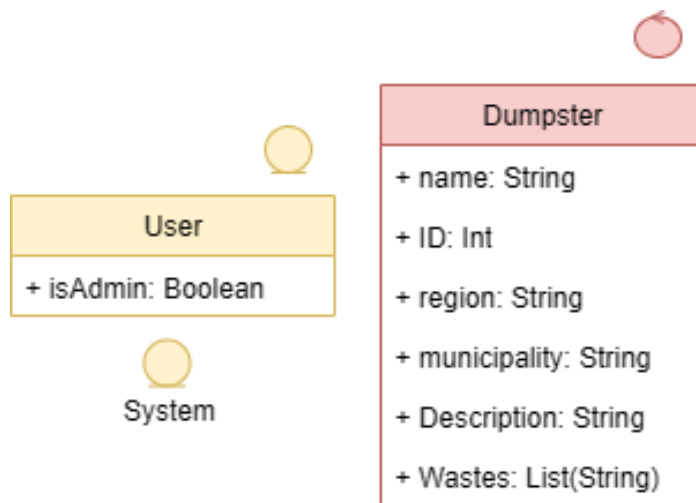 User
+ isAdmin: Boolean
System
Dumpster
+ name: String
+ ID: Int
+ region: String
+ municipality: String
+ Description: String
+ Wastes: List(String)